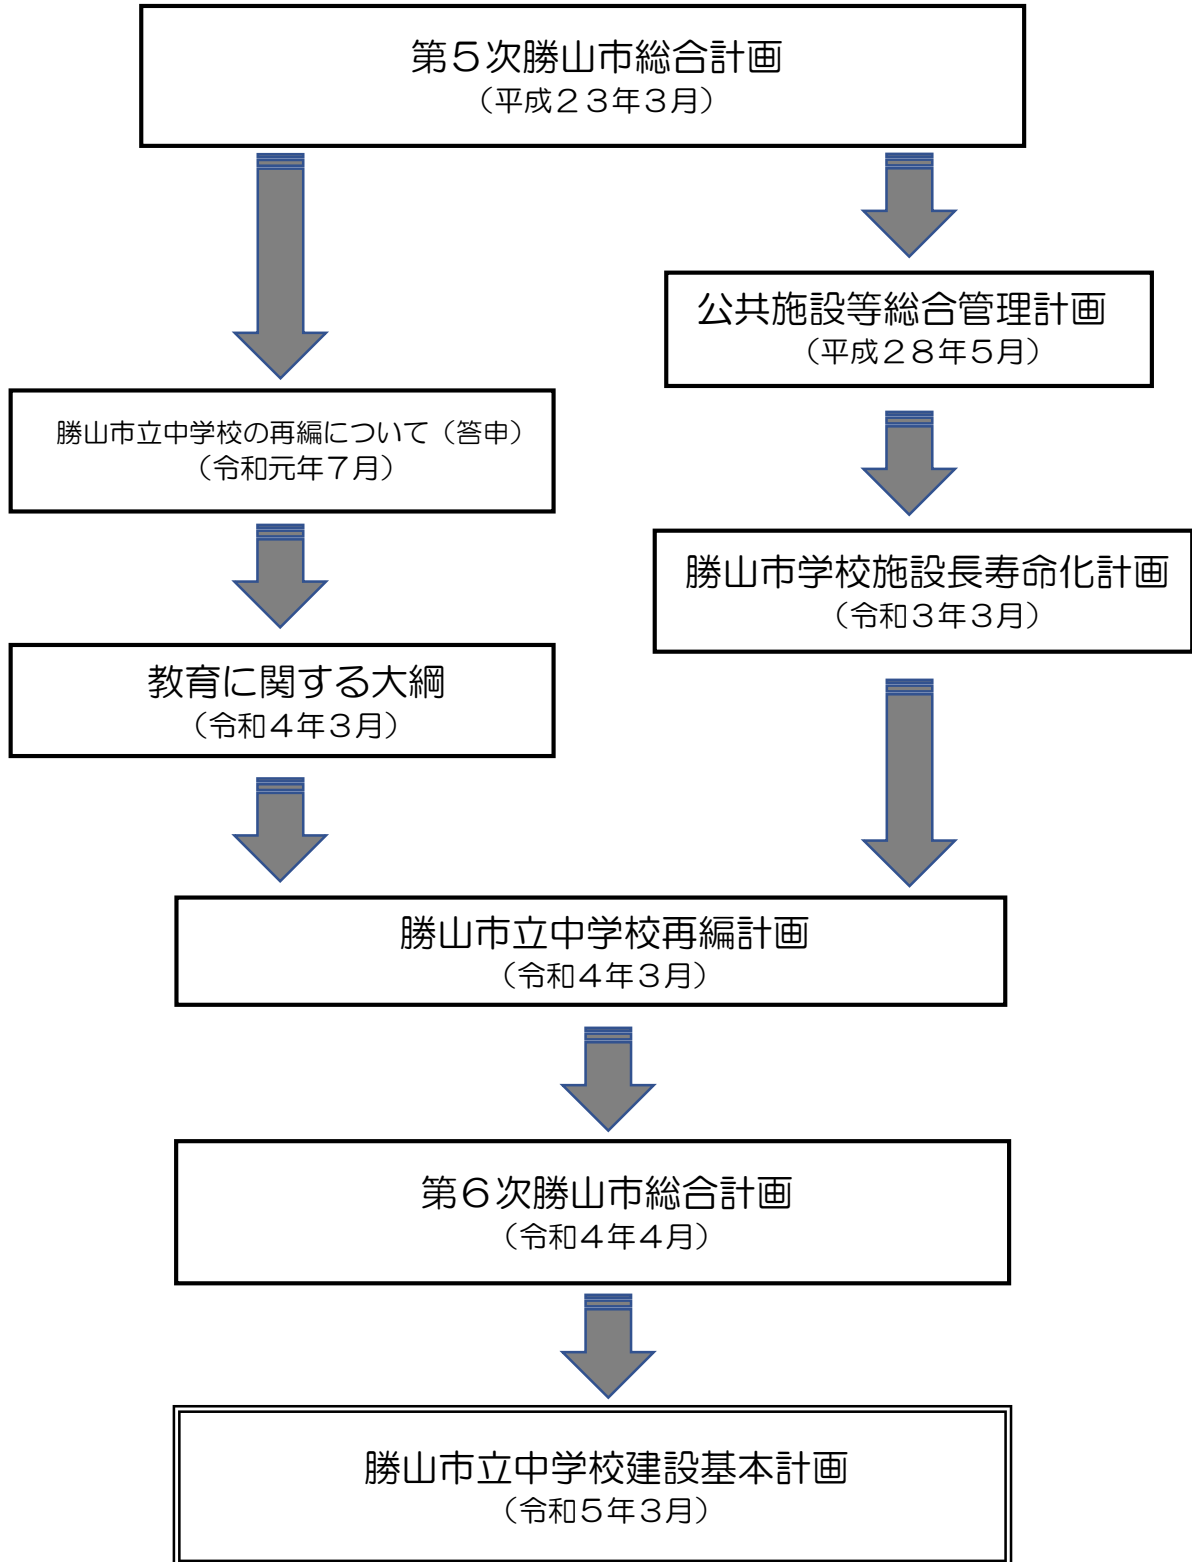 第５次勝山市総合計画
（平成２３年３月）
公共施設等総合管理計画
（平成２８年５月）
勝山市立中学校の再編について（答申）
（令和元年７月）
勝山市学校施設長寿命化計画
（令和３年３月）
教育に関する大綱
（令和４年３月）
勝山市立中学校再編計画
（令和４年３月）
第６次勝山市総合計画
（令和４年４月）
勝山市立中学校建設基本計画
（令和５年３月）